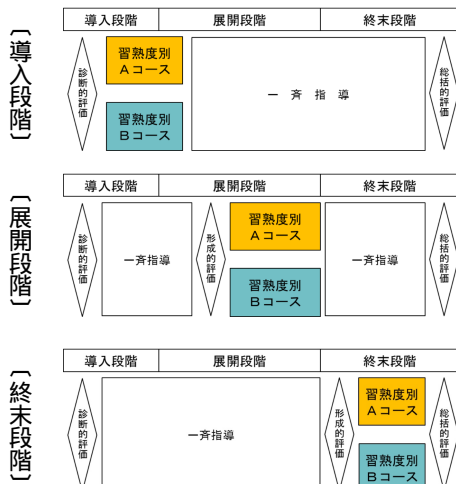 〔導入段階〕
導入段階 展開段階 終末段階
診断的評価
習熟度別
Aコース
習熟度別
Bコース
一 斉 指 導
総括的評価
〔展開段階〕
導入段階 展開段階 終末段階
診断的評価
一斉指導
形成的評価
習熟度別
Aコース
習熟度別
Bコース
一斉指導
総括的評価
〔終末段階〕
導入段階 展開段階 終末段階
診断的評価
一斉指導
形成的評価
習熟度別
Aコース
習熟度別
Bコース
総括的評価